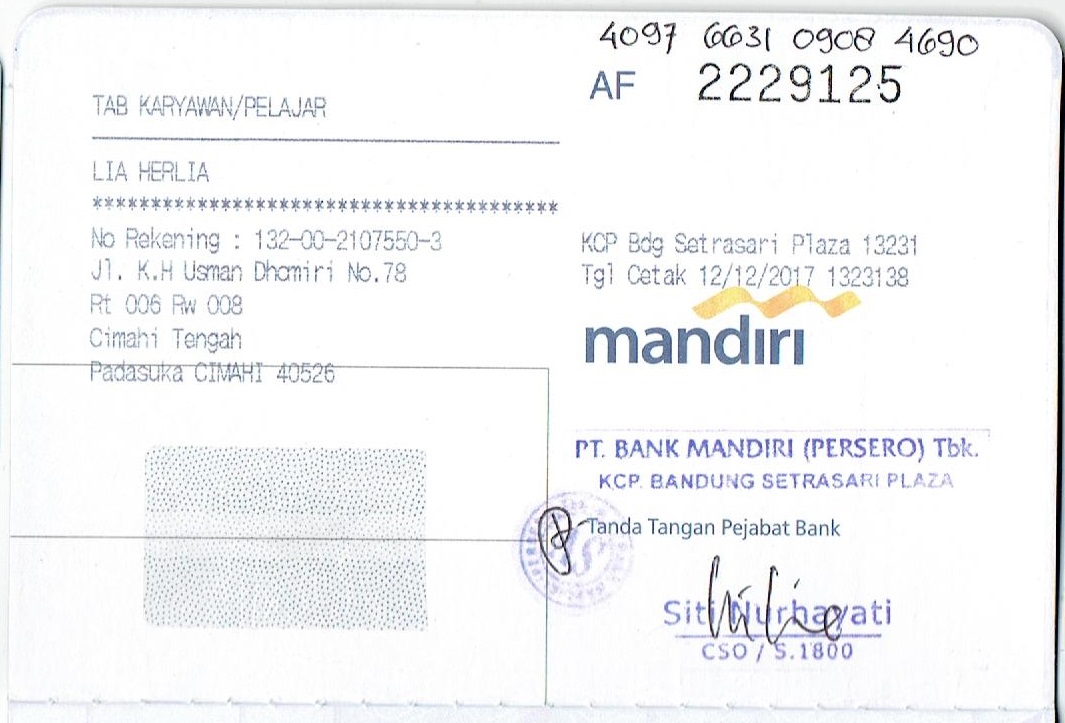 4097 6631 0908 4690
AF 2229125
TAB KARYAWAN/PELAJAR
LIA HERLIA
****************************************
No Rekening : 132-00-2107550-3
Jl. K.H Usman Dhamiri No.78
Rt 006 Rw 008
Cimahi Tengah
Padasuka CIMAHI 40526
KCP Bdg Setrasari Plaza 13231
Tgl Cetak 12/12/2017 1323138
mandiri
PT. BANK MANDIRI (PERSERO) Tbk.
KCP. BANDUNG SETRASARI PLAZA
Tanda Tangan Pejabat Bank
Siti Nurhayati
CSO / S.1800